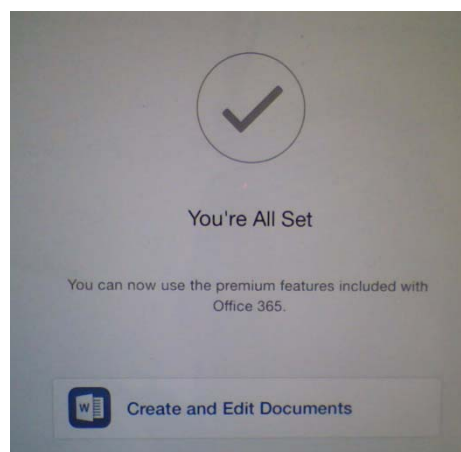 You're All Set
You can now use the premium features included with
Office 365.
W
Create and Edit Documents